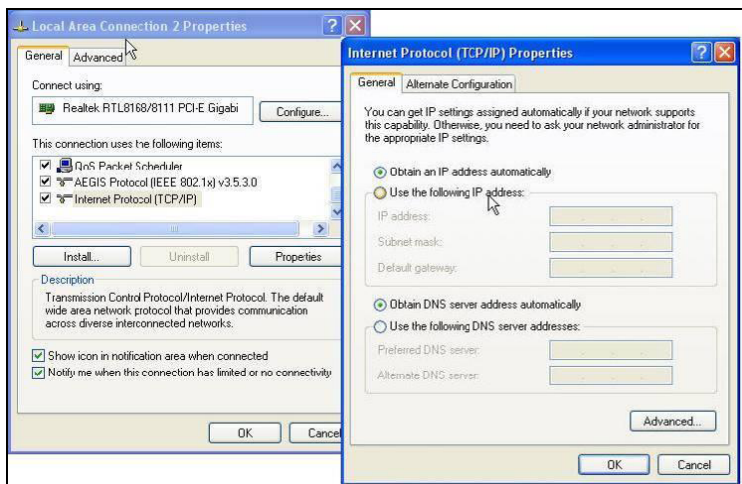 Local Area Connection 2 Properties
General
Advanced
Connect using:
Realtek RTL8168/8111 PCI-E Gigabi
Configure...
This connection uses the following items:
QoS Packet Scheduler
AEGIS Protocol (IEEE 802.1x) v3.5.3.0
Internet Protocol (TCP/IP)
Install...
Uninstall
Properties
Description
Transmission Control Protocol/Internet Protocol. The default
wide area network protocol that provides communication
across diverse interconnected networks.
Show icon in notification area when connected
Notify me when this connection has limited or no connectivity
OK
Cance
Internet Protocol (TCP/IP) Properties
General
Alternate Configuration
You can get IP settings assigned automatically if your network supports
this capability. Otherwise, you need to ask your network administrator for
the appropriate IP settings.
Obtain an IP address automatically
Use the following IP address:
IP address:
Subnet mask:
Default gateway:
Obtain DNS server address automatically
Use the following DNS server addresses:
Preferred DNS server:
Alternate DNS server:
Advanced...
OK
Cancel